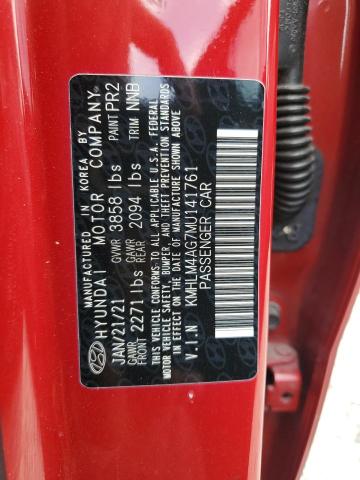 MANUFACTURED IN KOREA BY
HYUNDAI MOTOR COMPANY
JAN/21/21 GVWR 3858 lbs PAINT PR2
GAWR FRONT 2271 lbs GAWR REAR 2094 lbs TRIM NNB
THIS VEHICLE CONFORMS TO ALL APPLICABLE U.S.A. FEDERAL
MOTOR VEHICLE SAFETY, BUMPER, AND THEFT PREVENTION STANDARDS
IN EFFECT ON THE DATE OF MANUFACTURE SHOWN ABOVE.
V.I.N KMHLM4AG7MU141761
PASSENGER CAR